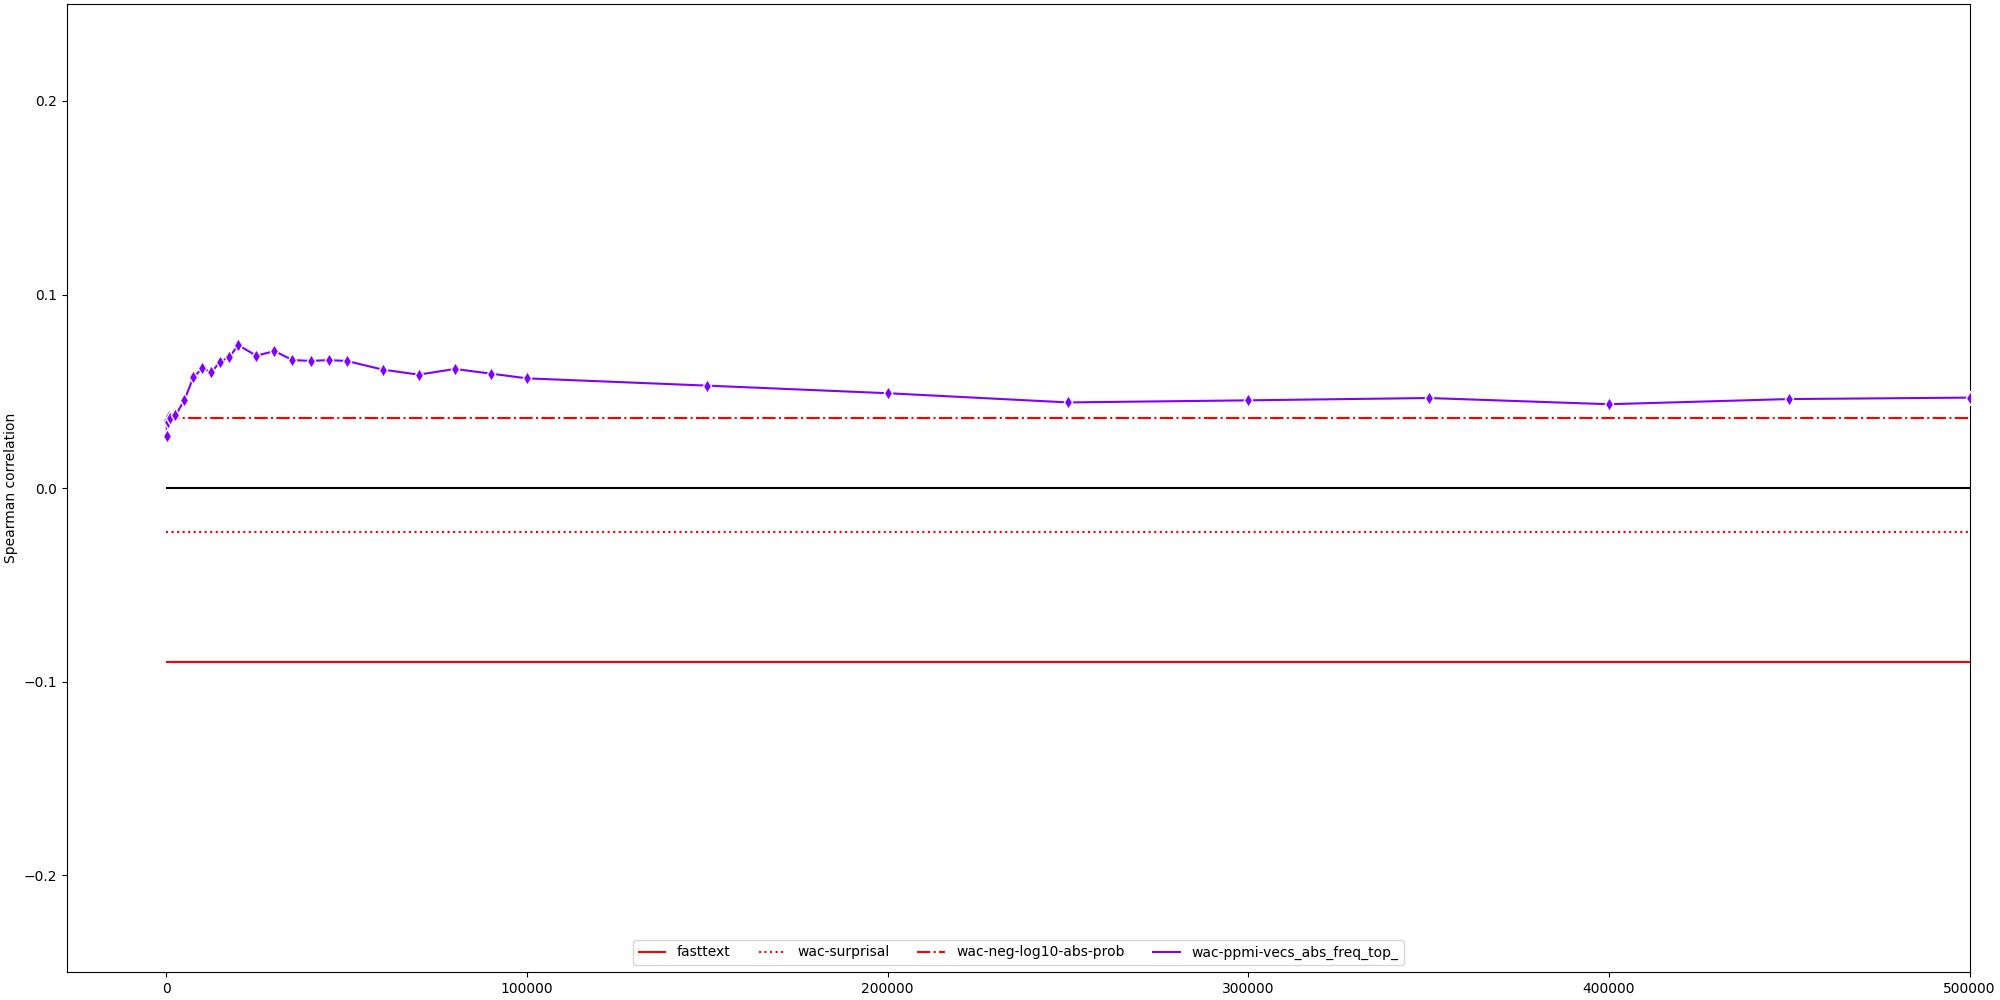 Spearman correlation
0.2
0.1
0.0
−0.1
−0.2
0 100000 200000 300000 400000 500000
fasttext wac-surprisal wac-neg-log10-abs-prob wac-ppmi-vecs_abs_freq_top_